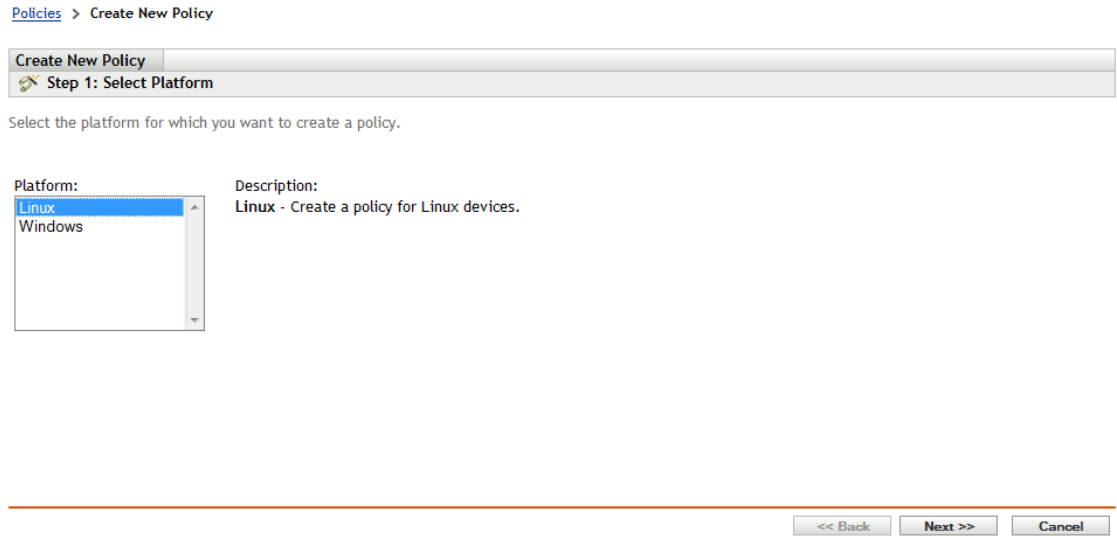 Policies > Create New Policy
Create New Policy
Step 1: Select Platform
Select the platform for which you want to create a policy.
Platform: Description:
Linux Linux - Create a policy for Linux devices.
Windows
<< Back Next >> Cancel